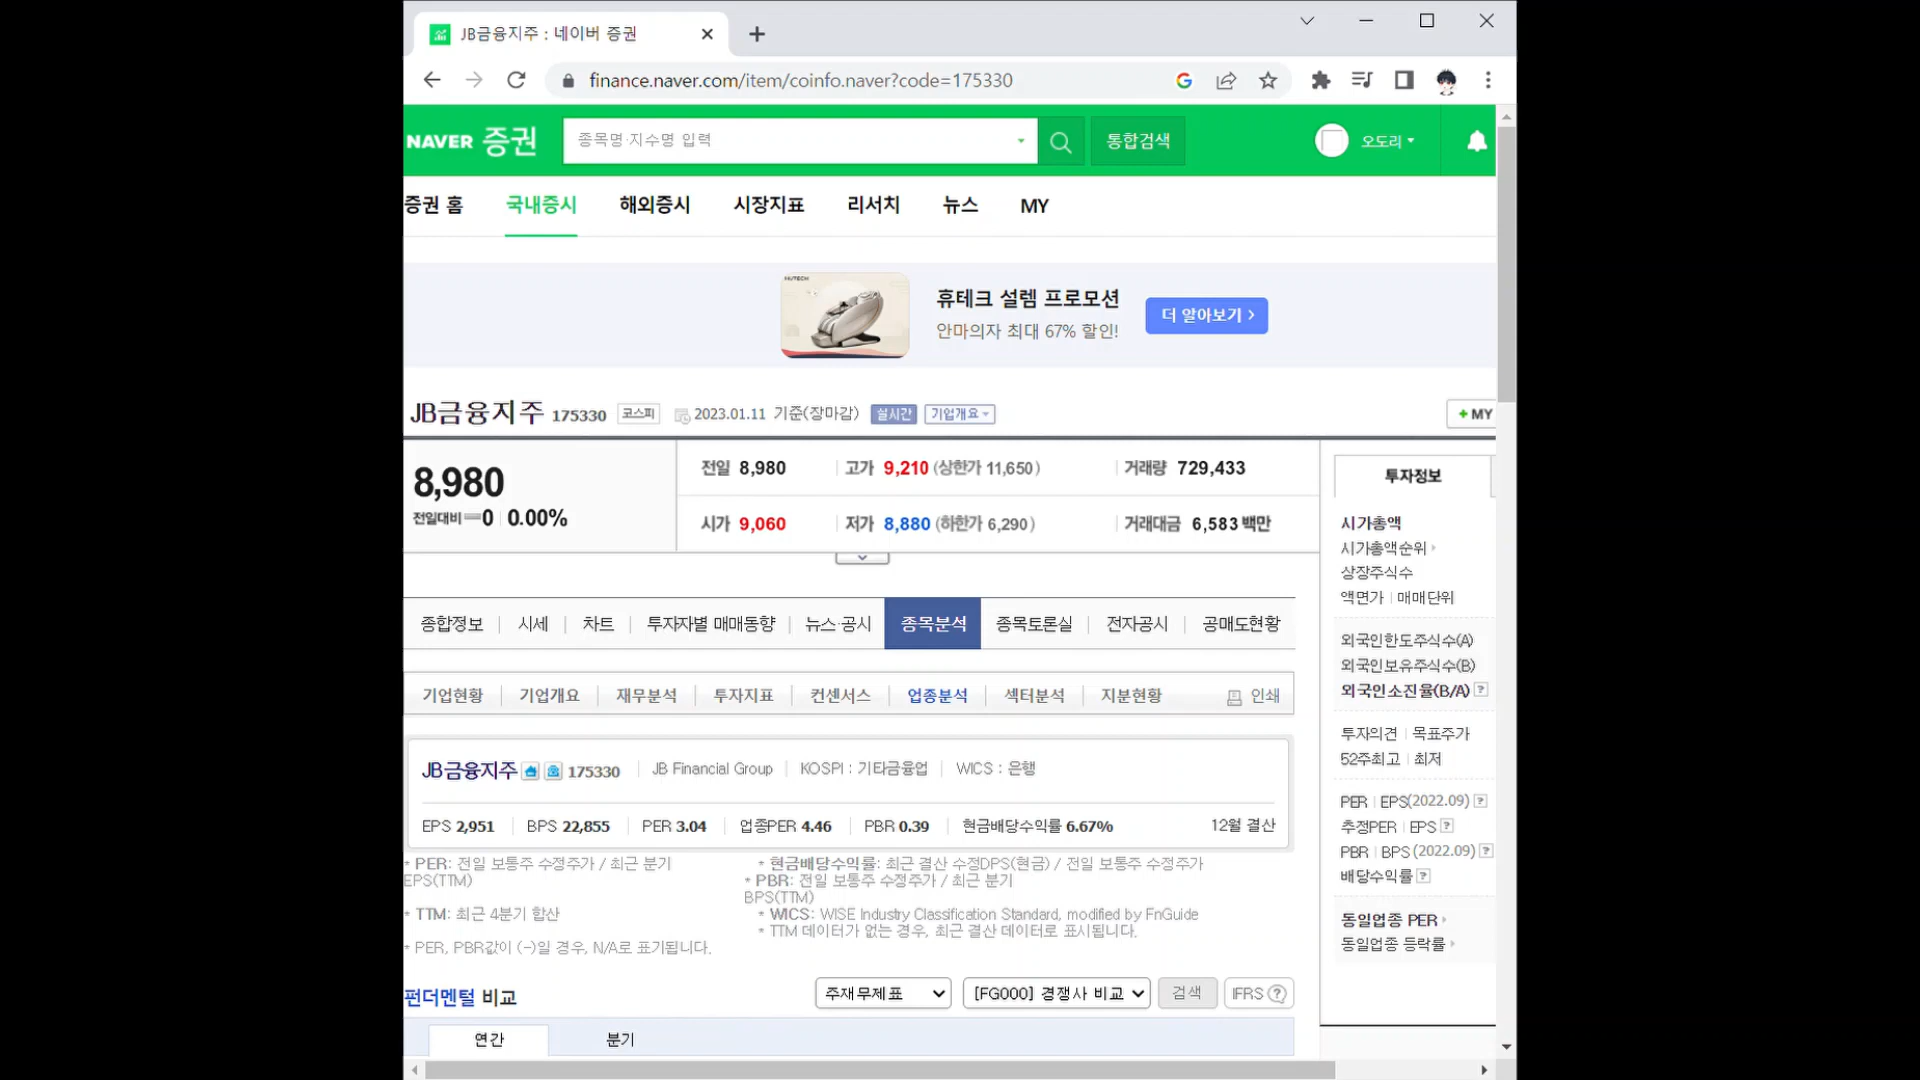 JB금융지주 : 네이버 증권
finance.naver.com/item/coinfo.naver?code=175330
NAVER 증권
종목명·지수명 입력
통합검색
오도리
증권 홈 국내증시 해외증시 시장지표 리서치 뉴스 MY
HUTECH
휴테크 설렘 프로모션
안마의자 최대 67% 할인!
더 알아보기 >
JB금융지주 175330 코스피 2023.01.11 기준(장마감) 실시간 기업개요
+ MY
8,980
전일대비 0 0.00%
전일 8,980 고가 9,210 (상한가 11,650) 거래량 729,433
시가 9,060 저가 8,880 (하한가 6,290) 거래대금 6,583 백만
종합정보 시세 차트 투자자별 매매동향 뉴스·공시 종목분석 종목토론실 전자공시 공매도현황
기업현황 기업개요 재무분석 투자지표 컨센서스 업종분석 섹터분석 지분현황 인쇄
JB금융지주 175330 JB Financial Group KOSPI : 기타금융업 WICS : 은행
EPS 2,951 BPS 22,855 PER 3.04 업종PER 4.46 PBR 0.39 현금배당수익률 6.67% 12월 결산
* PER: 전일 보통주 수정주가 / 최근 분기
EPS(TTM)
* 현금배당수익률: 최근 결산 수정DPS(현금) / 전일 보통주 수정주가
* PBR: 전일 보통주 수정주가 / 최근 분기
BPS(TTM)
* TTM: 최근 4분기 합산
* WICS: WISE Industry Classification Standard, modified by FnGuide
* TTM 데이터가 없는 경우, 최근 결산 데이터로 표시됩니다.
* PER, PBR값이 (-)일 경우, N/A로 표기됩니다.
펀더멘털 비교
주재무제표 [FG000] 경쟁사 비교 검색 IFRS ?
연간 분기
투자정보
시가총액
시가총액순위
상장주식수
액면가 매매단위
외국인한도주식수(A)
외국인보유주식수(B)
외국인소진율(B/A) ?
투자의견 목표주가
52주최고 최저
PER EPS(2022.09) ?
추정PER EPS ?
PBR BPS (2022.09) ?
배당수익률 ?
동일업종 PER
동일업종 등락률